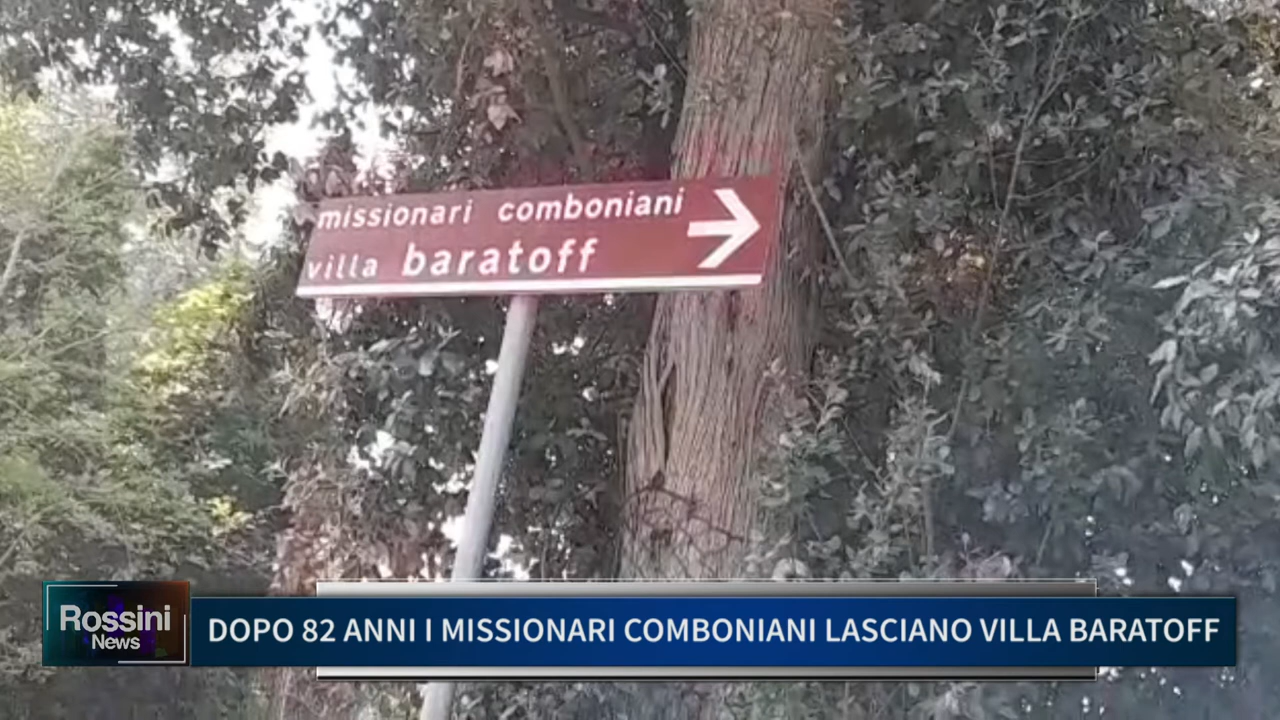 missionari comboniani
villa baratoff
Rossini
News
DOPO 82 ANNI I MISSIONARI COMBONIANI LASCIANO VILLA BARATOFF